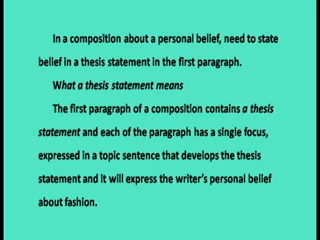 In a composition about a personal belief, need to state
belief in a thesis statement in the first paragraph.
What a thesis statement means
The first paragraph of a composition contains a thesis
statement and each of the paragraph has a single focus,
expressed in a topic sentence that develops the thesis
statement and it will express the writer's personal belief
about fashion.